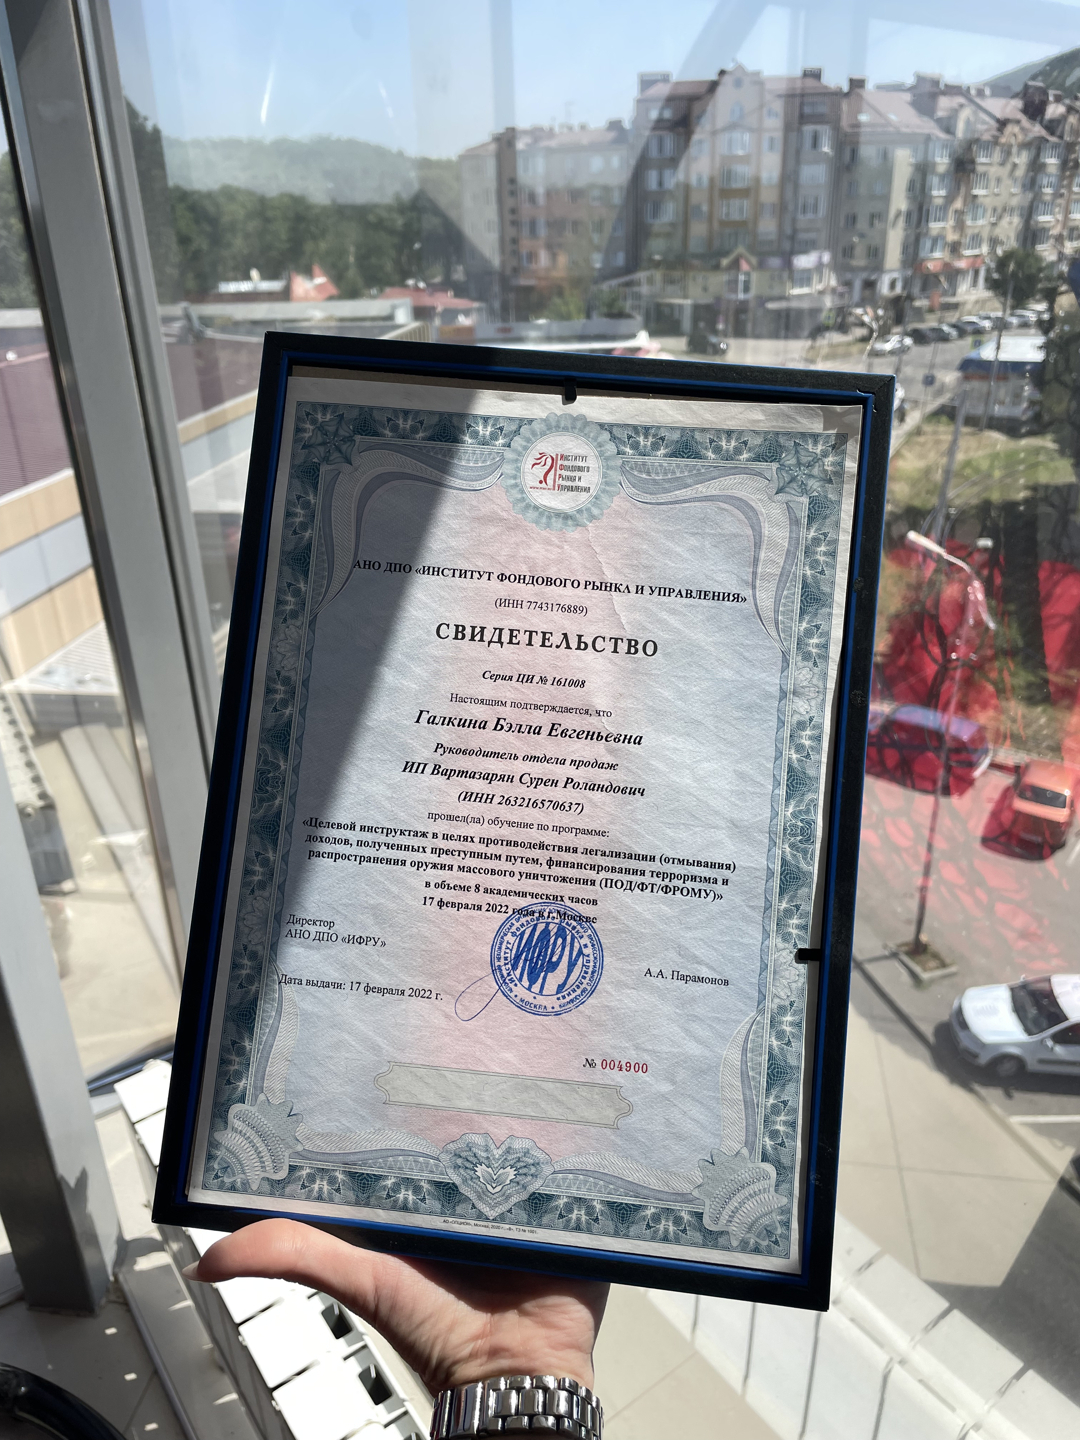 Институт
Фондового
Рынка и
Управления
АНО ДПО «ИНСТИТУТ ФОНДОВОГО РЫНКА И УПРАВЛЕНИЯ»
(ИНН 7743176889)
СВИДЕТЕЛЬСТВО
Серия ЦИ № 161008
Настоящим подтверждается, что
Галкина Бэлла Евгеньевна
Руководитель отдела продаж
ИП Вартазарян Сурен Роландович
(ИНН 263216570637)
прошел(ла) обучение по программе:
«Целевой инструктаж в целях противодействия легализации (отмывания)
доходов, полученных преступным путем, финансирования терроризма и
распространения оружия массового уничтожения (ПОД/ФТ/ФРОМУ)»
в объеме 8 академических часов
17 февраля 2022 года в г. Москве
Директор
АНО ДПО «ИФРУ»
ИФРУ
МОСКВА
А.А. Парамонов
Дата выдачи: 17 февраля 2022 г.
№ 004900